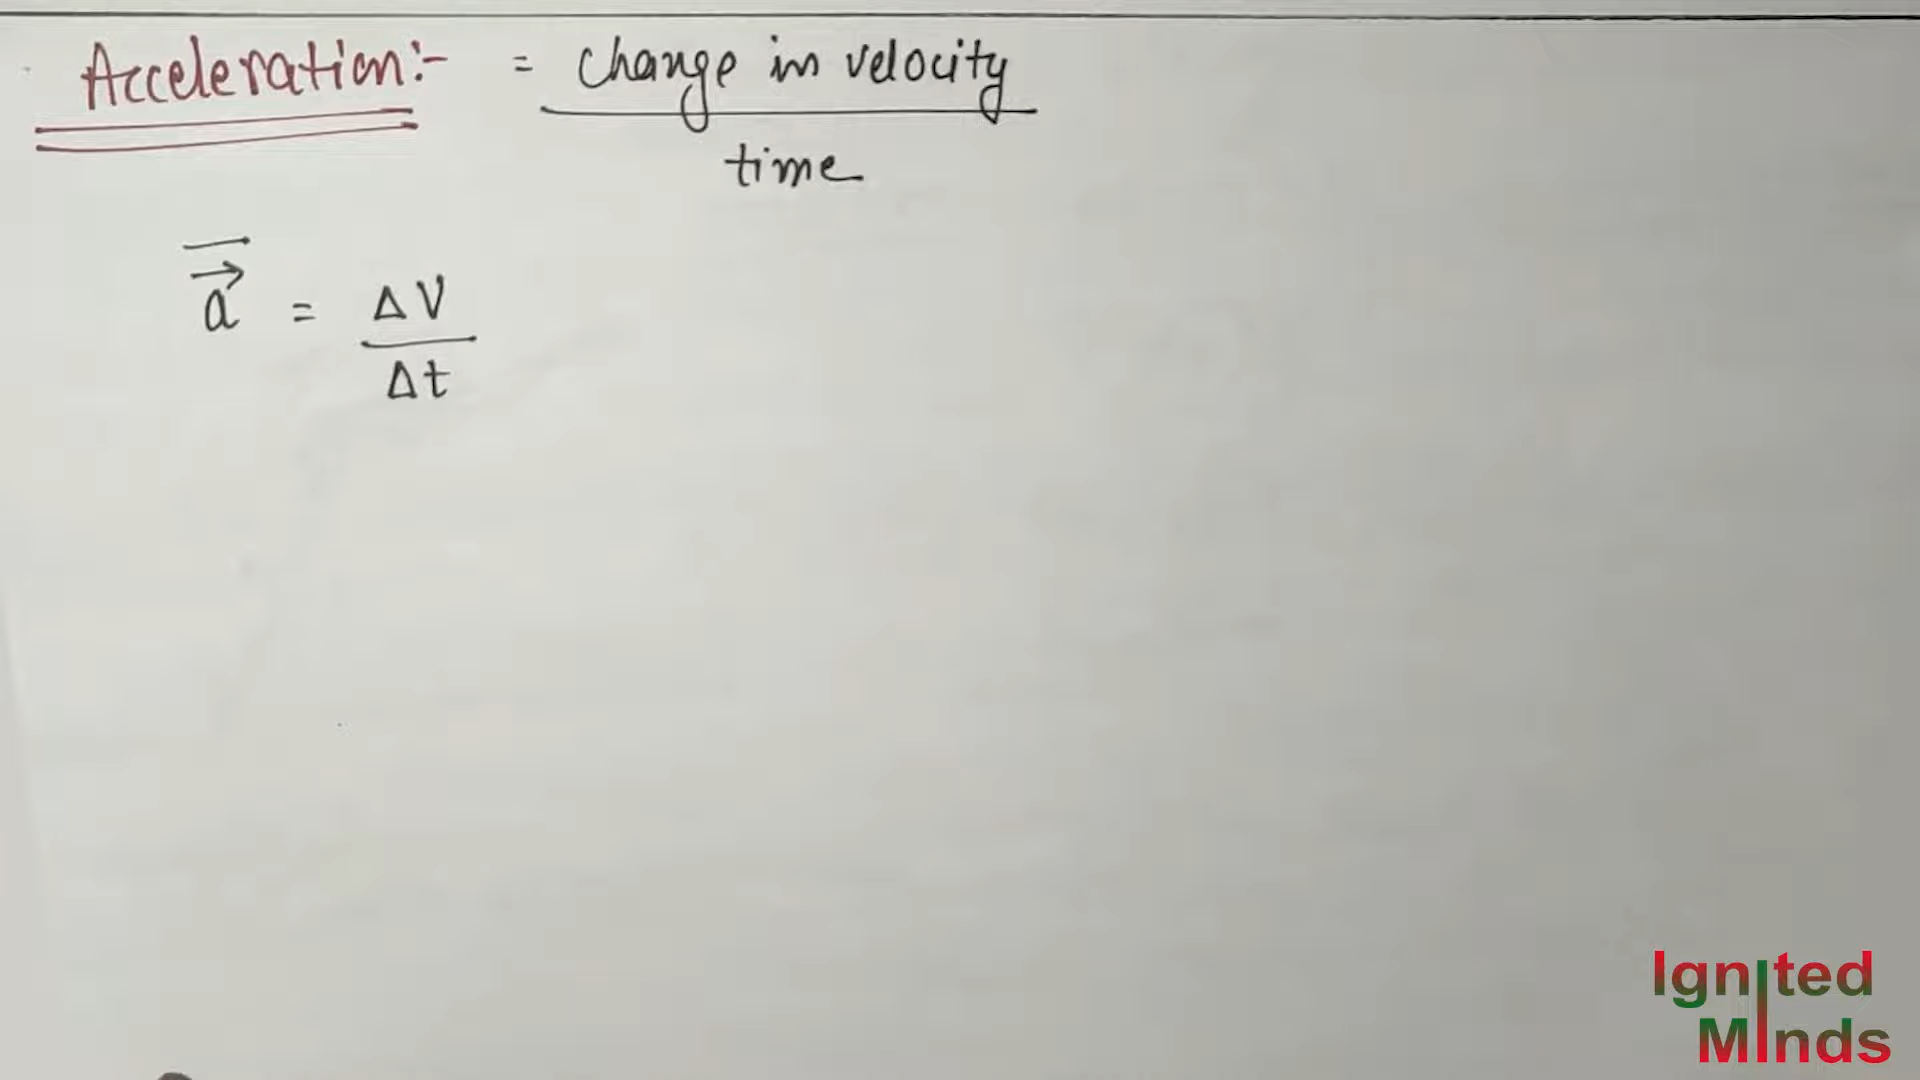 Acceleration:- = change in velocity
time
a = ΔV
Δt
Ignited
Minds